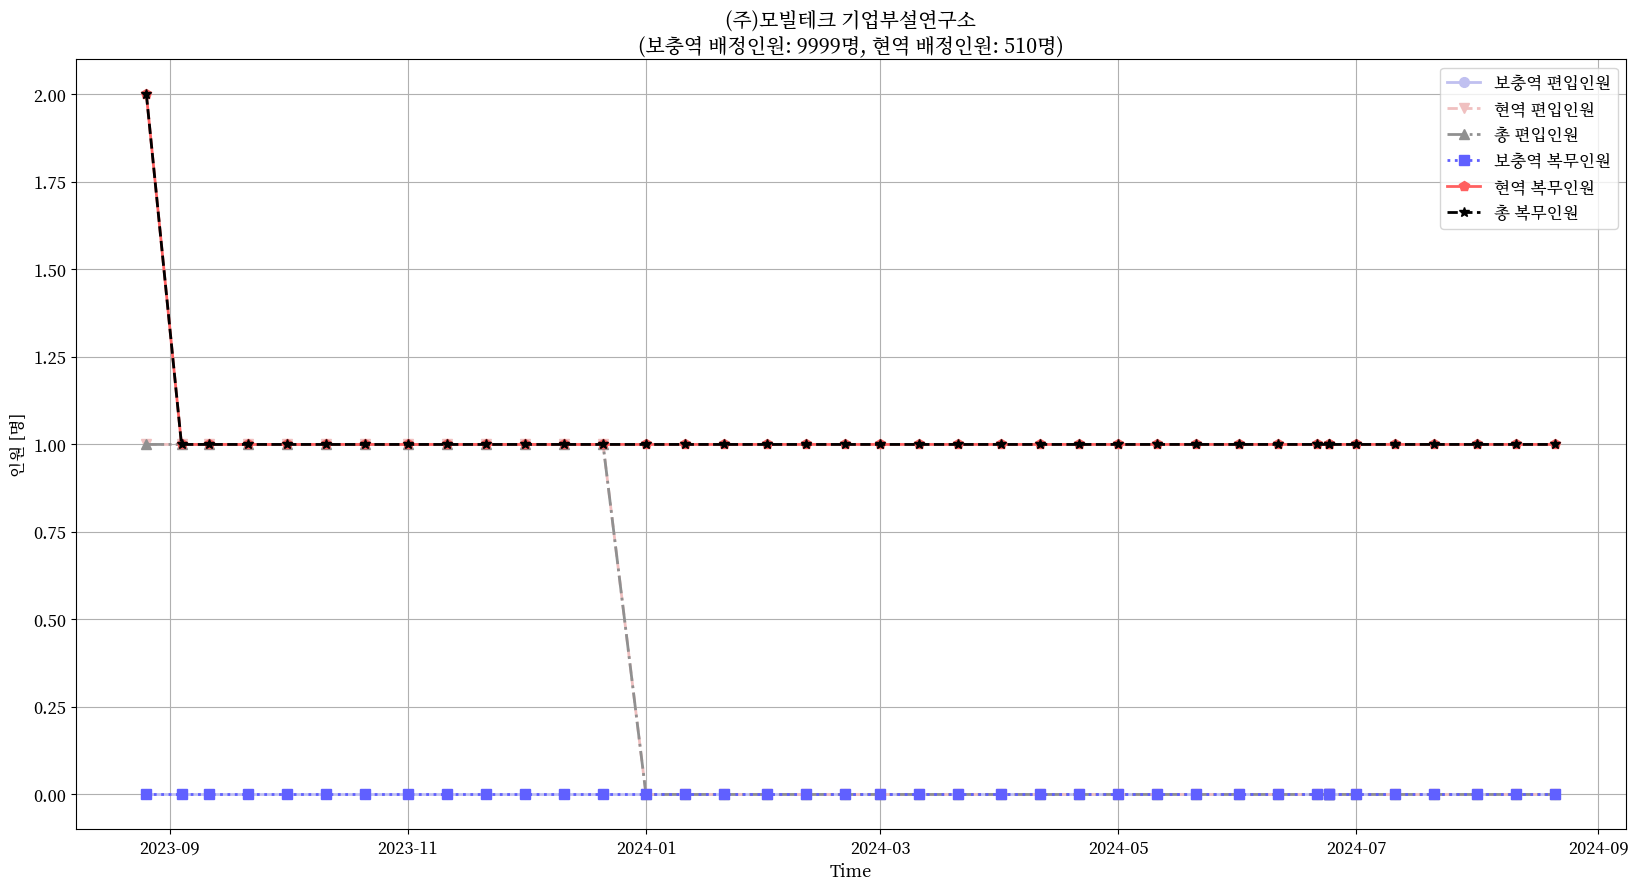 (주)모빌테크 기업부설연구소
(보충역 배정인원: 9999명, 현역 배정인원: 510명)
보충역 편입인원
현역 편입인원
총 편입인원
보충역 복무인원
현역 복무인원
총 복무인원
인원 [명]
2.00
1.75
1.50
1.25
1.00
0.75
0.50
0.25
0.00
2023-09
2023-11
2024-01
2024-03
2024-05
2024-07
2024-09
Time